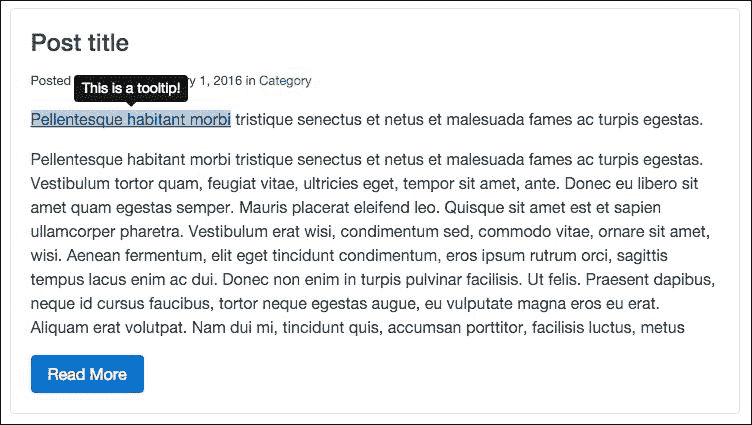 Post title
Posted
This is a tooltip!
y 1, 2016 in Category
Pellentesque habitant morbi tristique senectus et netus et malesuada fames ac turpis egestas.
Pellentesque habitant morbi tristique senectus et netus et malesuada fames ac turpis egestas.
Vestibulum tortor quam, feugiat vitae, ultricies eget, tempor sit amet, ante. Donec eu libero sit
amet quam egestas semper. Mauris placerat eleifend leo. Quisque sit amet est et sapien
ullamcorper pharetra. Vestibulum erat wisi, condimentum sed, commodo vitae, ornare sit amet,
wisi. Aenean fermentum, elit eget tincidunt condimentum, eros ipsum rutrum orci, sagittis
tempus lacus enim ac dui. Donec non enim in turpis pulvinar facilisis. Ut felis. Praesent dapibus,
neque id cursus faucibus, tortor neque egestas augue, eu vulputate magna eros eu erat.
Aliquam erat volutpat. Nam dui mi, tincidunt quis, accumsan porttitor, facilisis luctus, metus
Read More